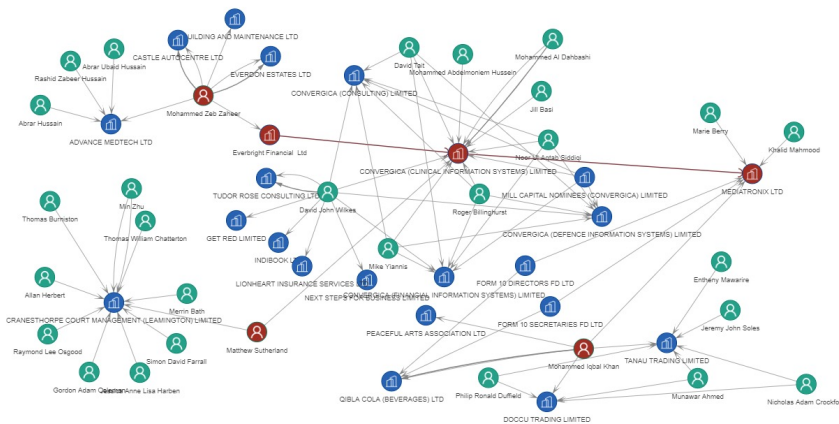 BUILDING AND MAINTENANCE LTD
Abrar Ubaid Hussain
CASTLE AUTOCENTRE LTD
David Tait
Mohammed Al Dahbashi
Mohammed Abdelmoniem Hussein
Rashid Zabeer Hussain
EVERDON ESTATES LTD
CONVERGICA (CONSULTING) LIMITED
Mohammed Zeb Zaheer
Jill Basi
Abrar Hussain
Marie Berry
ADVANCE MEDTECH LTD
Khalid Mahmood
Everbright Financial Ltd
Noor Ul Aqtab Siddiqi
CONVERGICA (CLINICAL INFORMATION SYSTEMS) LIMITED
MEDIATRONIX LTD
TUDOR ROSE CONSULTING LTD
MILL CAPITAL NOMINEES (CONVERGICA) LIMITED
Min Zhu
Thomas Burniston
David John Wilkes
Roger Billinghurst
CONVERGICA (DEFENCE INFORMATION SYSTEMS) LIMITED
Thomas William Chatterton
GET RED LIMITED
INDIBOOK
Mike Yiannis
LIONHEART INSURANCE SERVICES
FORM 10 DIRECTORS FD LTD
Entheny Mawarire
Allan Herbert
NEXT STEPS FOR BUSINESS LIMITED
CONVERGICA (FINANCIAL INFORMATION SYSTEMS) LIMITED
Merrin Bath
CRANESTHORPE COURT MANAGEMENT (LEAMINGTON) LIMITED
FORM 10 SECRETARIES FD LTD
Jeremy John Soles
PEACEFUL ARTS ASSOCIATION LTD
Raymond Lee Osgood
Simon David Farrall
Matthew Sutherland
TANAU TRADING LIMITED
Mohammed Iqbal Khan
Gordon Adam
Anne Lisa Harben
QIBLA COLA (BEVERAGES) LTD
Philip Ronald Duffield
Munawar Ahmed
Nicholas Adam Crockfo
DOCCU TRADING LIMITED